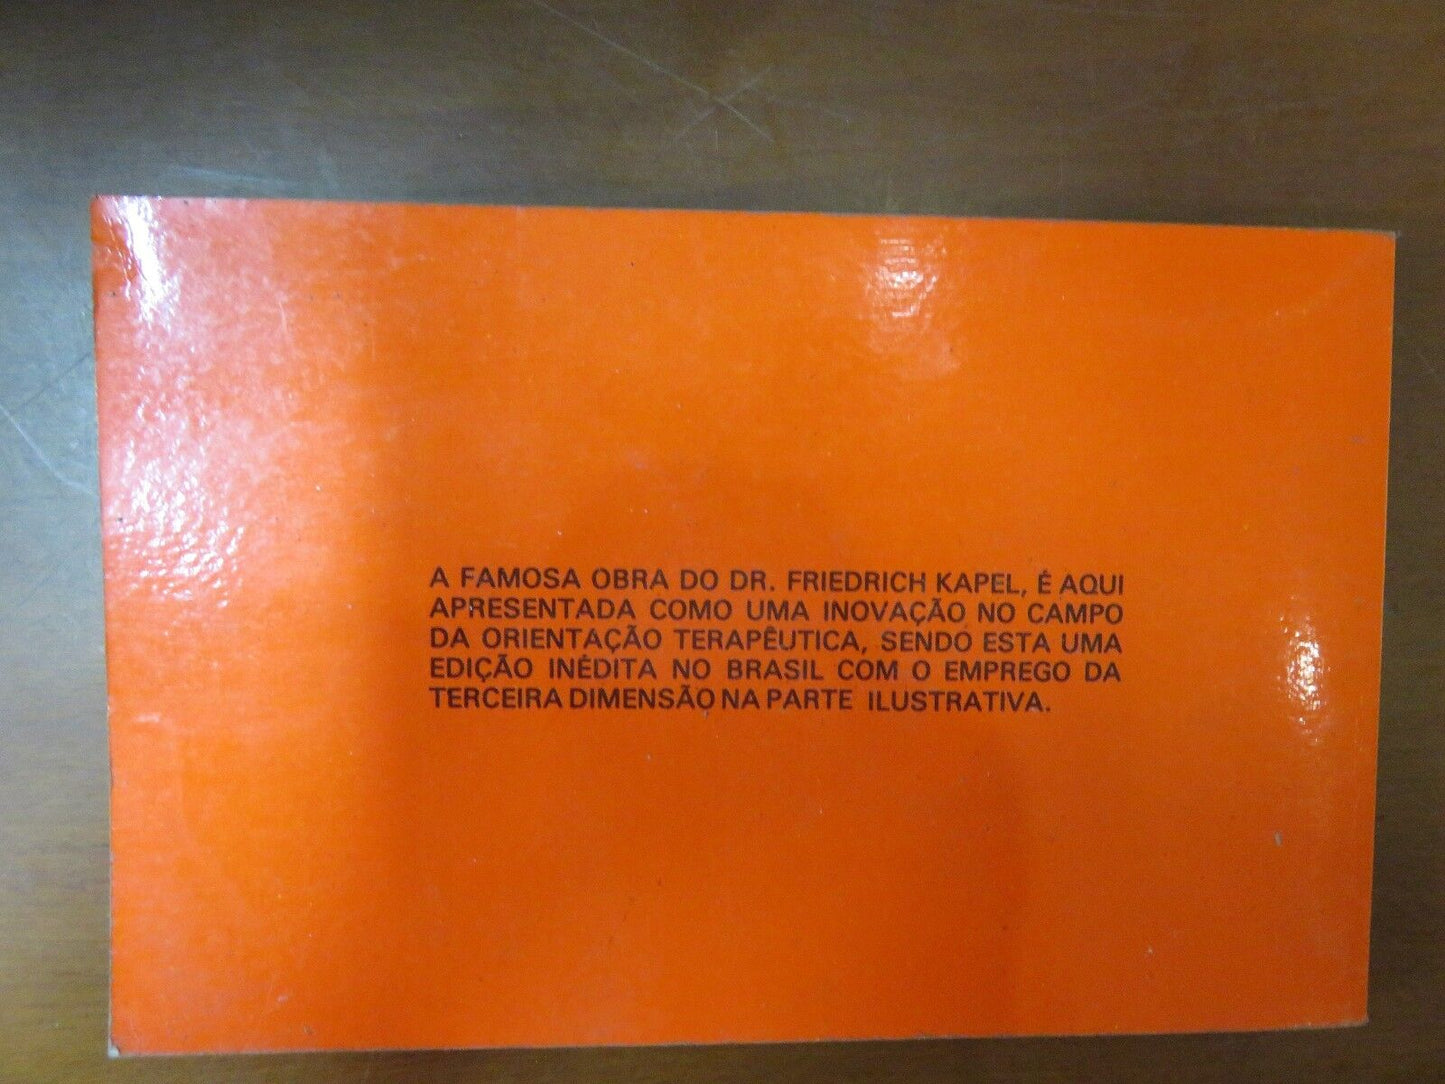 A FAMOSA OBRA DO DR. FRIEDRICH KAPEL, É AQUI
APRESENTADA COMO UMA INOVAÇÃO NO CAMPO
DA ORIENTAÇÃO TERAPÊUTICA, SENDO ESTA UMA
EDIÇÃO INÉDITA NO BRASIL COM O EMPREGO DA
TERCEIRA DIMENSÃO NA PARTE ILUSTRATIVA.